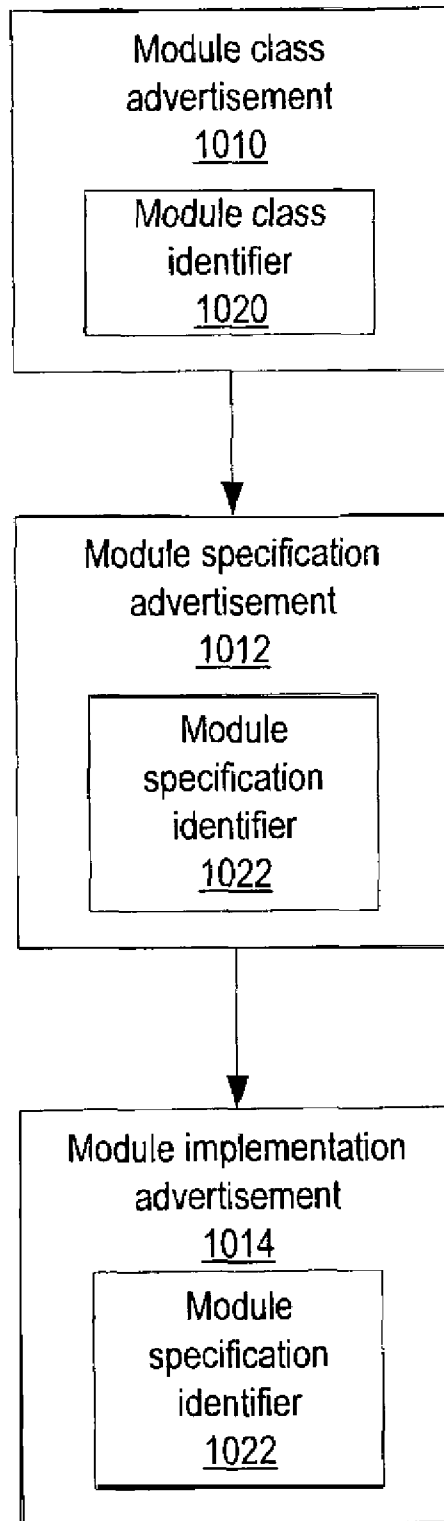 Module class
advertisement
1010
Module class
identifier
1020
Module specification
advertisement
1012
Module
specification
identifier
1022
Module implementation
advertisement
1014
Module
specification
identifier
1022